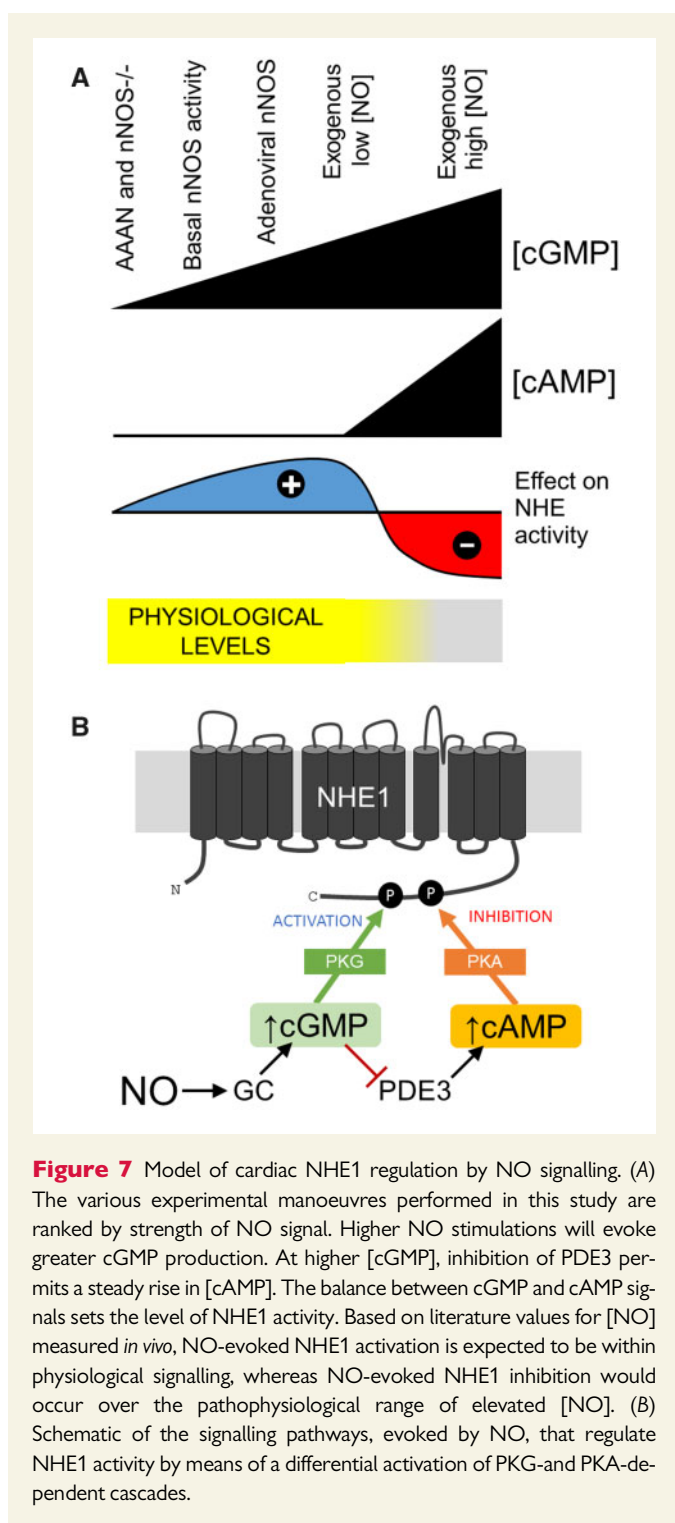 A
AAAN and nNOS-/-
Basal nNOS activity
Adenoviral nNOS
Exogenous
low [NO]
Exogenous
high [NO]
[cGMP]
[cAMP]
+
Effect on
NHE
activity
-
PHYSIOLOGICAL
LEVELS
B
NHE1
N
C
P
P
ACTIVATION
INHIBITION
PKG
PKA
↑cGMP
↑cAMP
NO
GC
PDE3
Figure 7 Model of cardiac NHE1 regulation by NO signalling. (A)
The various experimental manoeuvres performed in this study are
ranked by strength of NO signal. Higher NO stimulations will evoke
greater cGMP production. At higher [cGMP], inhibition of PDE3 per-
mits a steady rise in [cAMP]. The balance between cGMP and cAMP sig-
nals sets the level of NHE1 activity. Based on literature values for [NO]
measured in vivo, NO-evoked NHE1 activation is expected to be within
physiological signalling, whereas NO-evoked NHE1 inhibition would
occur over the pathophysiological range of elevated [NO]. (B)
Schematic of the signalling pathways, evoked by NO, that regulate
NHE1 activity by means of a differential activation of PKG-and PKA-de-
pendent cascades.